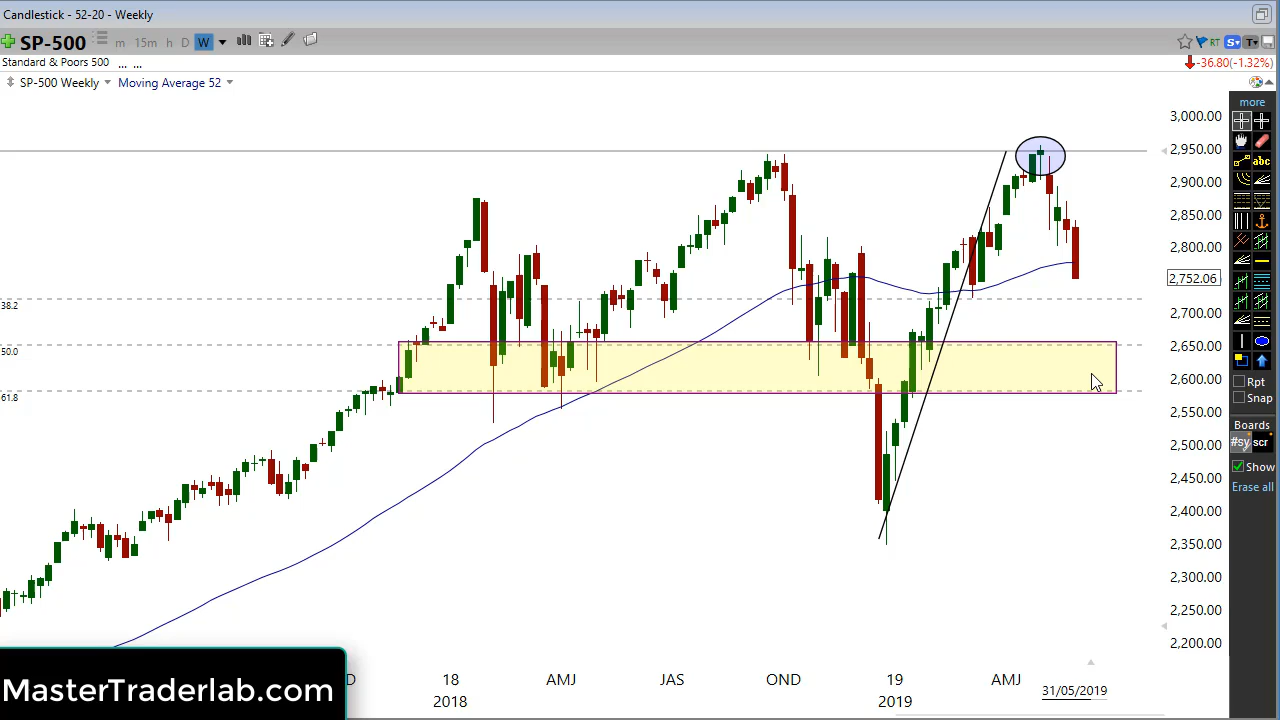 Candlestick - 52-20 - Weekly
SP-500 m 15m h D W RT S T
Standard & Poors 500 ... ... -36.80(-1.32%)
SP-500 Weekly Moving Average 52
more
abc
3,000.00
2,950.00
2,900.00
2,850.00
2,800.00
2,752.06
2,700.00
2,650.00
2,600.00
2,550.00
2,500.00
2,450.00
2,400.00
2,350.00
2,300.00
2,250.00
2,200.00
38.2
50.0
61.8
Rpt
Snap
Boards
#sy scr
Show
Erase all
D 18 AMJ JAS OND 19 AMJ
2018 2019 31/05/2019
MasterTraderlab.com